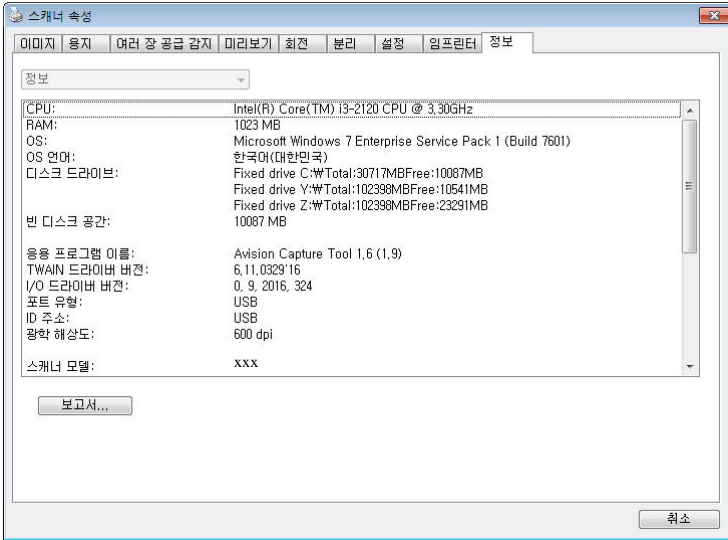 스캐너 속성
이미지 용지 여러 장 공급 감지 미리보기 회전 분리 설정 임프린터 정보
정보
CPU: Intel(R) Core(TM) i3-2120 CPU @ 3.30GHz
RAM: 1023 MB
OS: Microsoft Windows 7 Enterprise Service Pack 1 (Build 7601)
OS 언어: 한국어(대한민국)
디스크 드라이브: Fixed drive C:₩Total:30717MBFree:10087MB
Fixed drive Y:₩Total:102398MBFree:10541MB
Fixed drive Z:₩Total:102398MBFree:23291MB
빈 디스크 공간: 10087 MB
응용 프로그램 이름: Avision Capture Tool 1.6 (1.9)
TWAIN 드라이버 버전: 6.11.0329'16
I/O 드라이버 버전: 0, 9, 2016, 324
포트 유형: USB
ID 주소: USB
광학 해상도: 600 dpi
스캐너 모델: xxx
보고서...
취소